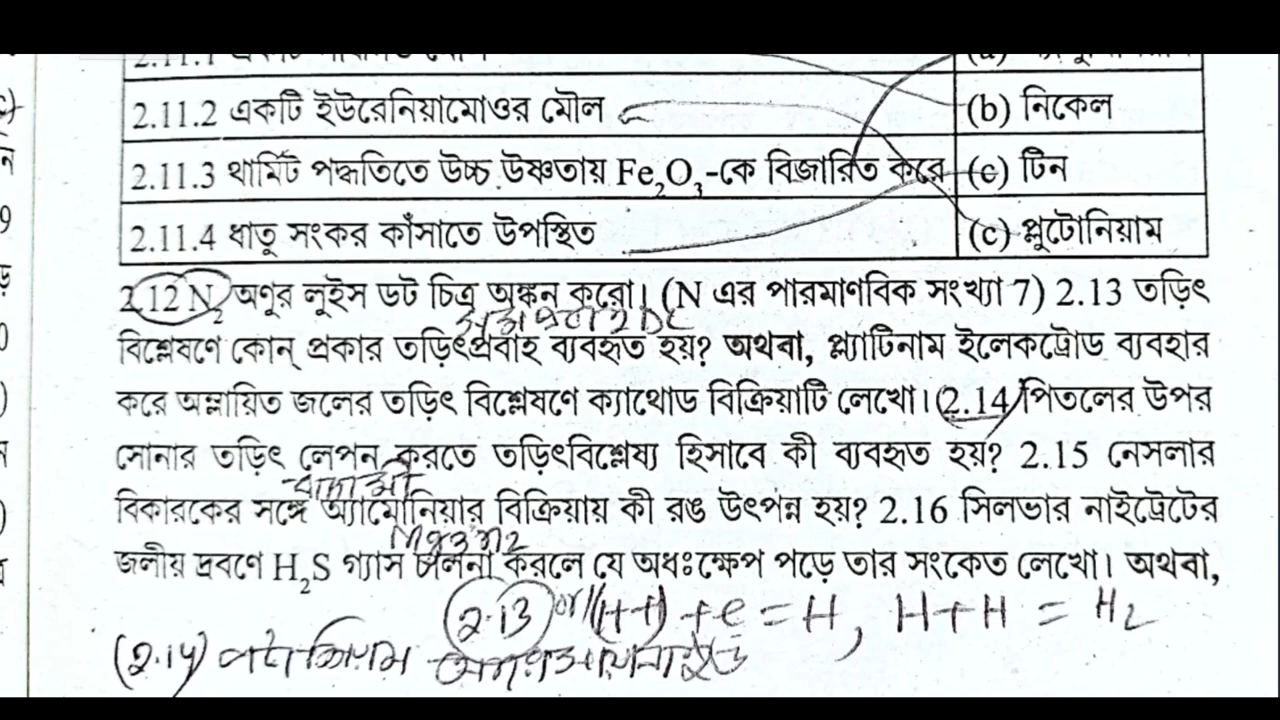 2.11.2 একটি ইউরেনিয়ামোওর মৌল (b) নিকেল
2.11.3 থার্মিট পদ্ধতিতে উচ্চ উষ্ণতায় Fe₂O₃-কে বিজারিত করে (c) টিন
2.11.4 ধাতু সংকর কাঁসাতে উপস্থিত (c) প্লুটোনিয়াম
2.12 N₂ অণুর লুইস ডট চিত্র অঙ্কন করো। (N এর পারমাণবিক সংখ্যা 7) 2.13 তড়িৎ
DC
বিশ্লেষণে কোন্ প্রকার তড়িৎপ্রবাহ ব্যবহৃত হয়? অথবা, প্ল্যাটিনাম ইলেকট্রোড ব্যবহার
করে অম্লায়িত জলের তড়িৎ বিশ্লেষণে ক্যাথোড বিক্রিয়াটি লেখো। 2.14 পিতলের উপর
সোনার তড়িৎ লেপন করতে তড়িৎবিশ্লেষ্য হিসাবে কী ব্যবহৃত হয়? 2.15 নেসলার
বাদামী
বিকারকের সঙ্গে অ্যামোনিয়ার বিক্রিয়ায় কী রঙ উৎপন্ন হয়? 2.16 সিলভার নাইট্রেটের
জলীয় দ্রবণে H₂S গ্যাস চালনা করলে যে অধঃক্ষেপ পড়ে তার সংকেত লেখো। অথবা,
2.13 or // (H+) + e = H, H+H = H₂
(2.14) পটাশিয়াম